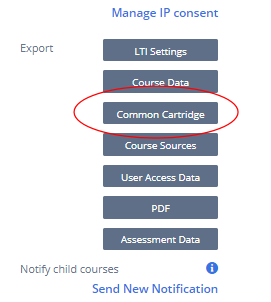 Manage IP consent
Export
LTI Settings
Course Data
Common Cartridge
Course Sources
User Access Data
PDF
Assessment Data
Notify child courses
Send New Notification